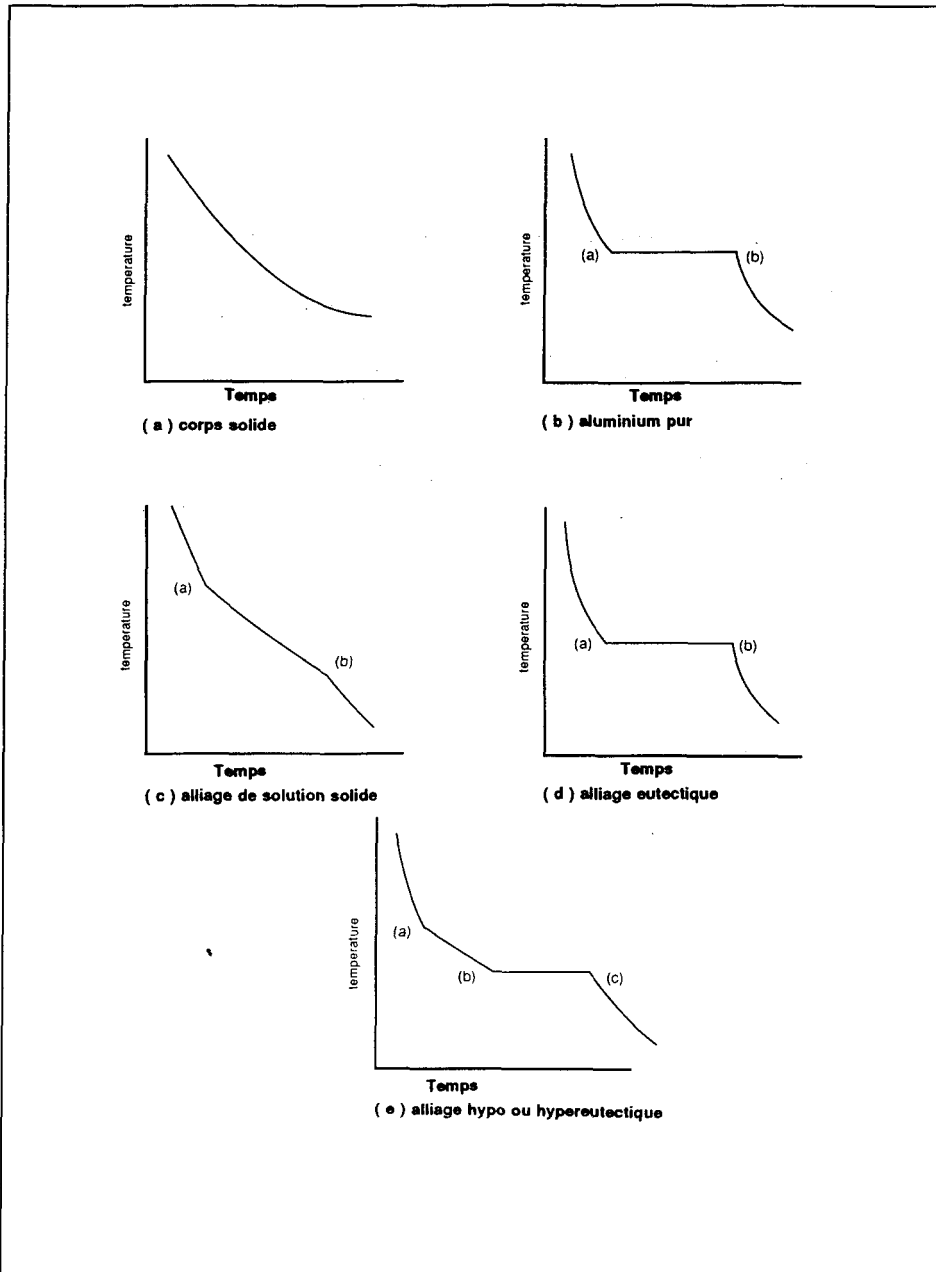 temperature
Temps
( a ) corps solide
temperature
(a)
(b)
Temps
( b ) aluminium pur
temperature
(a)
(b)
Temps
( c ) alliage de solution solide
temperature
(a)
(b)
Temps
( d ) alliage eutectique
temperature
(a)
(b)
(c)
Temps
( e ) alliage hypo ou hypereutectique